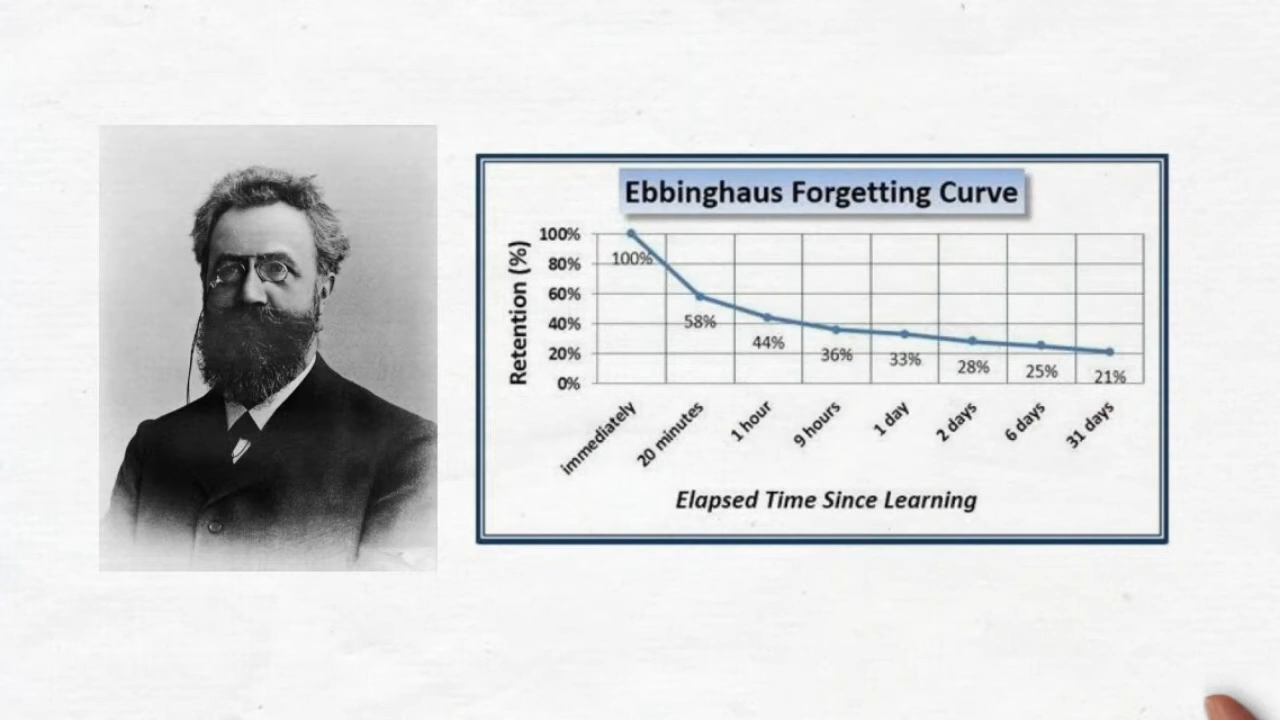 Ebbinghaus Forgetting Curve
Retention (%)
100%
80%
60%
40%
20%
0%
100%
58%
44%
36%
33%
28%
25%
21%
immediately
20 minutes
1 hour
9 hours
1 day
2 days
6 days
31 days
Elapsed Time Since Learning